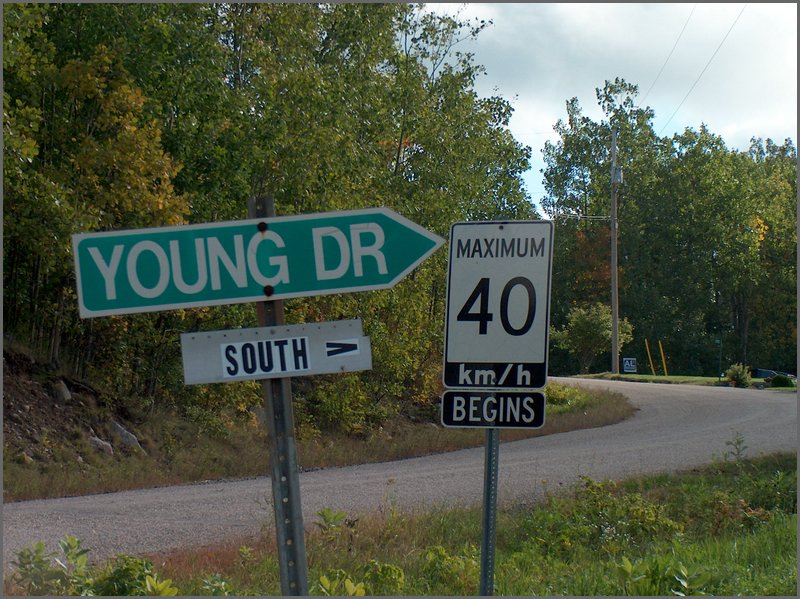 YOUNG DR
SOUTH >
MAXIMUM
40
km/h
BEGINS